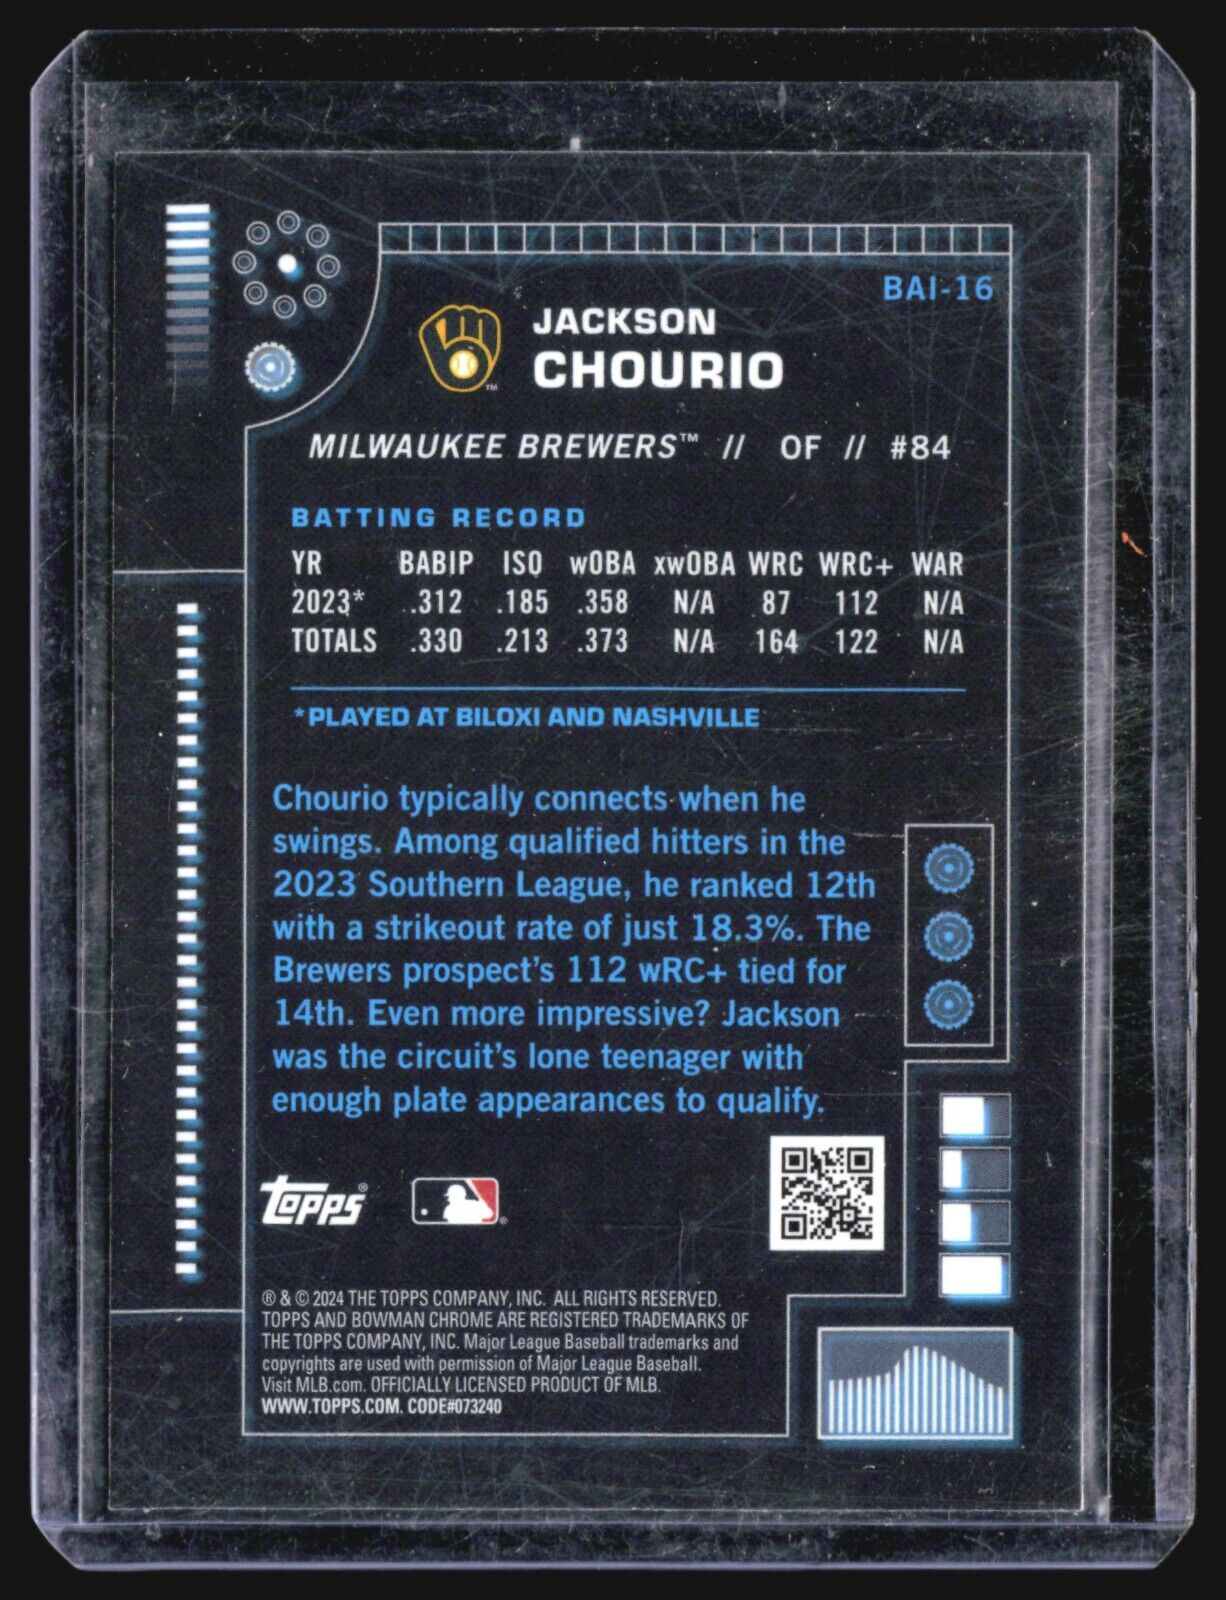 BAI-16
JACKSON
CHOURIO
MILWAUKEE BREWERS™ // OF // #84
BATTING RECORD
YR BABIP ISO wOBA xwOBA WRC WRC+ WAR
2023* .312 .185 .358 N/A 87 112 N/A
TOTALS .330 .213 .373 N/A 164 122 N/A
*PLAYED AT BILOXI AND NASHVILLE
Chourio typically connects when he
swings. Among qualified hitters in the
2023 Southern League, he ranked 12th
with a strikeout rate of just 18.3%. The
Brewers prospect's 112 wRC+ tied for
14th. Even more impressive? Jackson
was the circuit's lone teenager with
enough plate appearances to qualify.
Topps®
® & © 2024 THE TOPPS COMPANY, INC. ALL RIGHTS RESERVED.
TOPPS AND BOWMAN CHROME ARE REGISTERED TRADEMARKS OF
THE TOPPS COMPANY, INC. Major League Baseball trademarks and
copyrights are used with permission of Major League Baseball.
Visit MLB.com. OFFICIALLY LICENSED PRODUCT OF MLB.
WWW.TOPPS.COM. CODE#073240